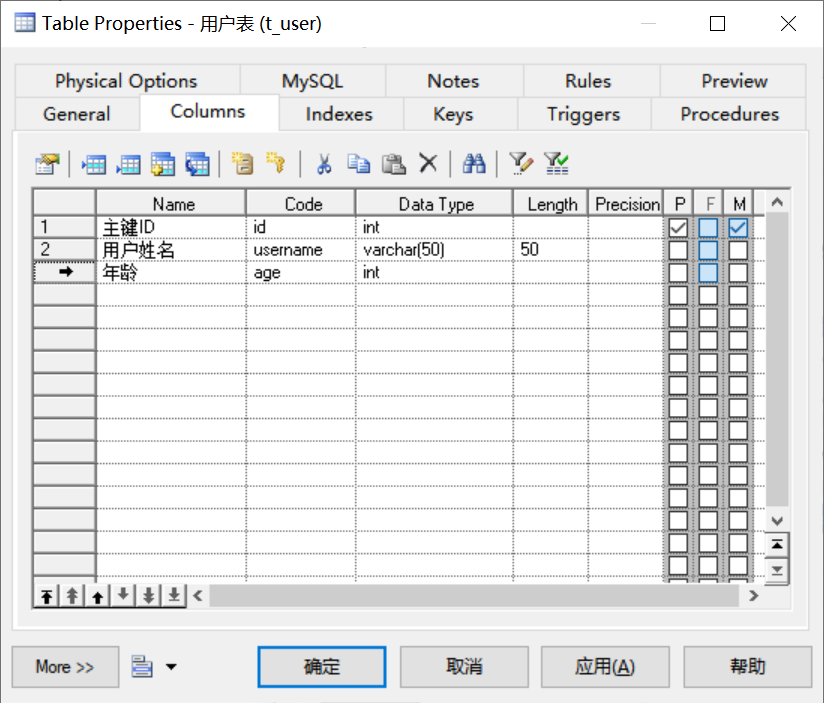 Table Properties - 用户表 (t_user)
Physical Options MySQL Notes Rules Preview
General Columns Indexes Keys Triggers Procedures
Name Code Data Type Length Precision P F M
1 主键ID id int
2 用户姓名 username varchar(50) 50
年龄 age int
More >> 确定 取消 应用(A) 帮助